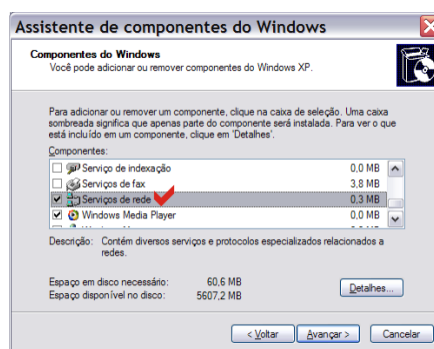 Assistente de componentes do Windows
Componentes do Windows
Você pode adicionar ou remover componentes do Windows XP.
Para adicionar ou remover um componente, clique na caixa de seleção. Uma caixa
sombreada significa que apenas parte do componente será instalada. Para ver o que
está incluído em um componente, clique em 'Detalhes'.
Componentes:
Serviço de indexação 0,0 MB
Serviços de fax 3,8 MB
Serviços de rede 0,3 MB
Windows Media Player 0,0 MB
Descrição: Contém diversos serviços e protocolos especializados relacionados a
redes.
Espaço em disco necessário: 60,6 MB
Espaço disponível no disco: 5607,2 MB
Detalhes...
< Voltar Avançar > Cancelar